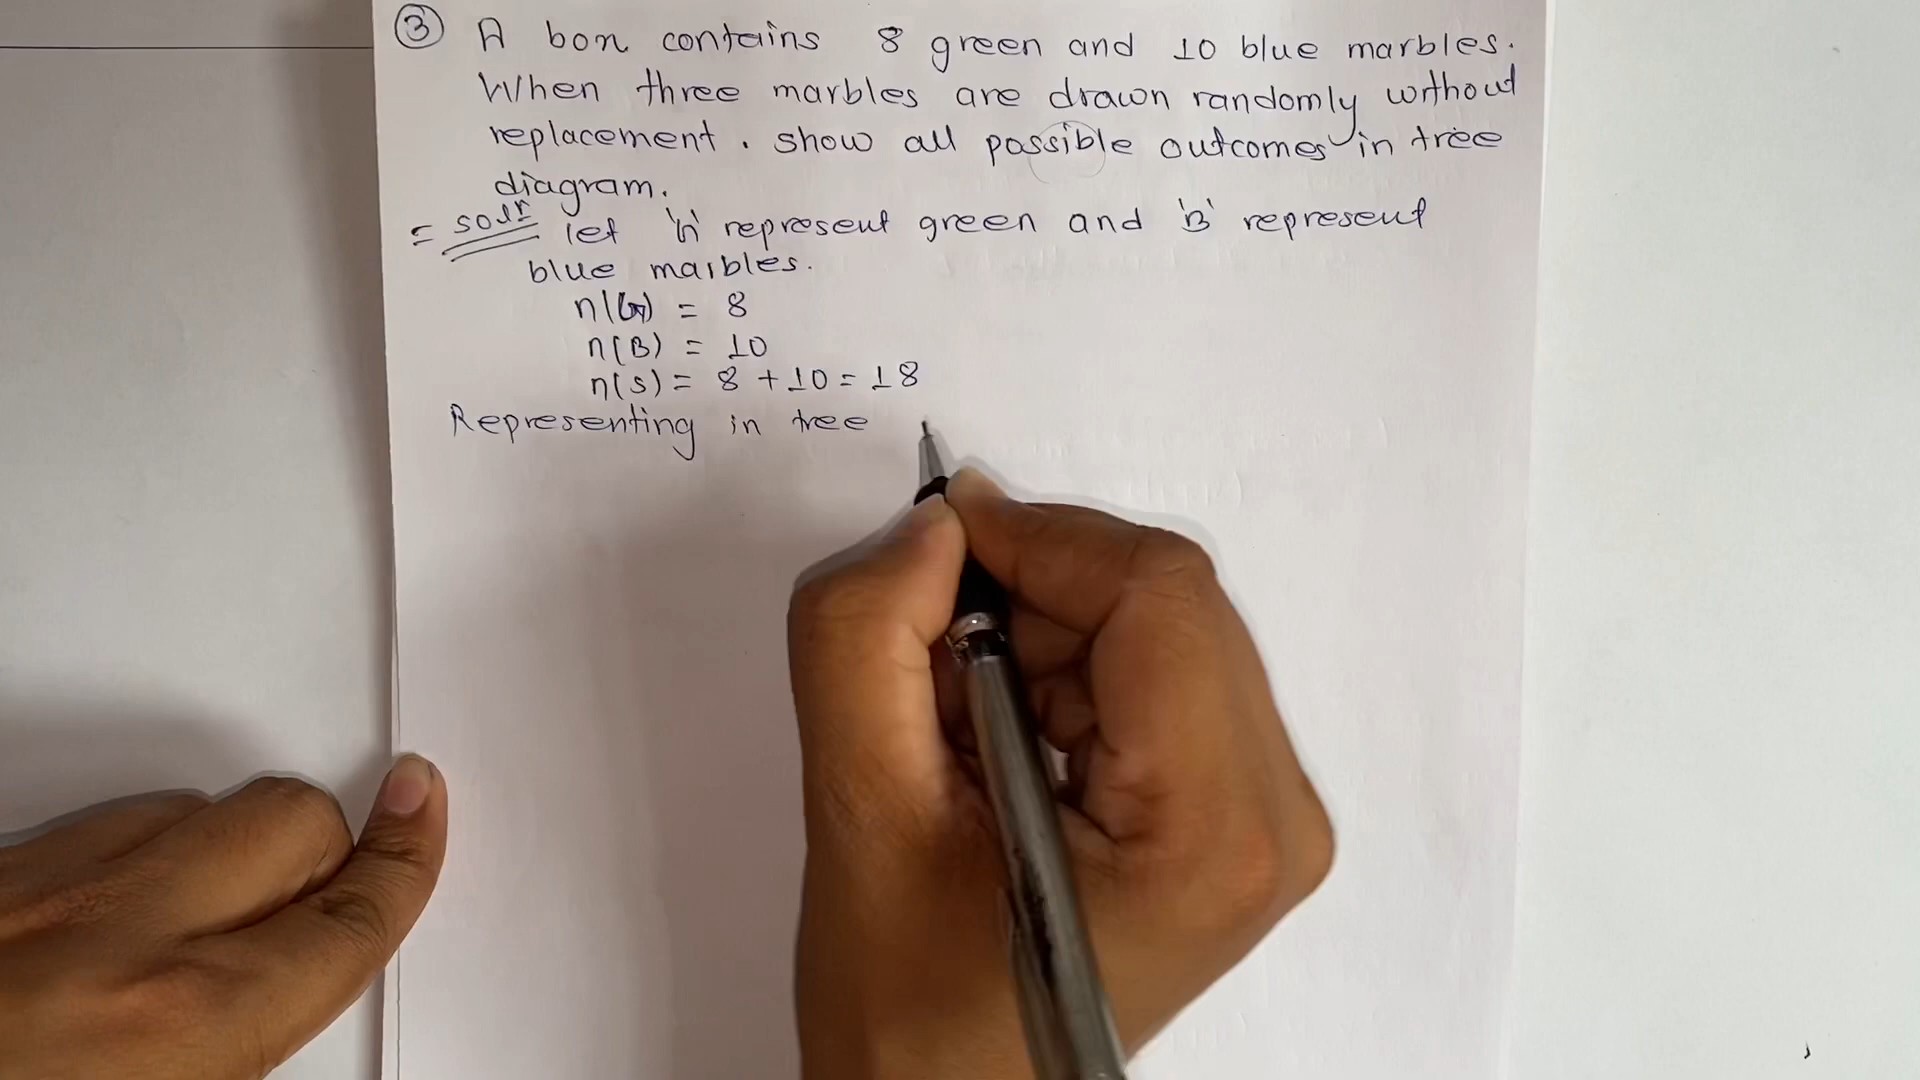 ③ A box contains 8 green and 10 blue marbles.
When three marbles are drawn randomly without
replacement. show all possible outcomes in tree
diagram.
= soln let 'G' represent green and 'B' represent
blue marbles.
n(G) = 8
n(B) = 10
n(S) = 8 + 10 = 18
Representing in tree